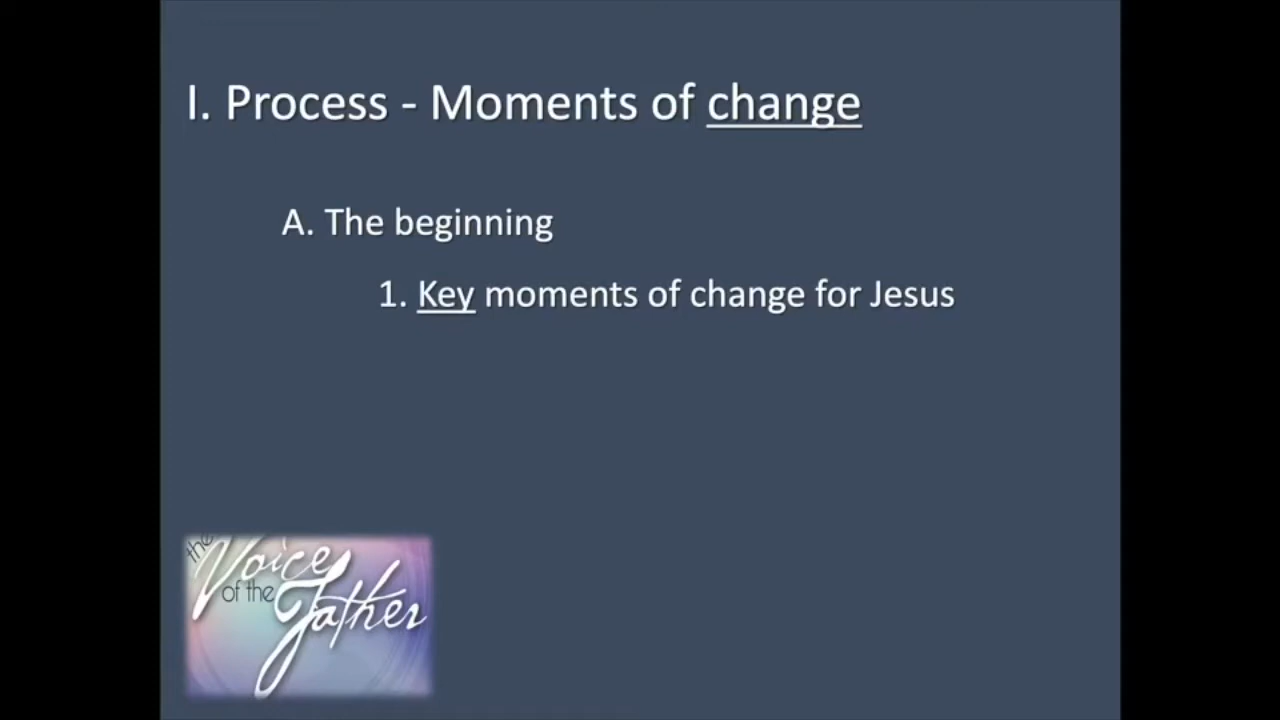 I. Process - Moments of change
A. The beginning
1. Key moments of change for Jesus
the
Voice
of the
Father